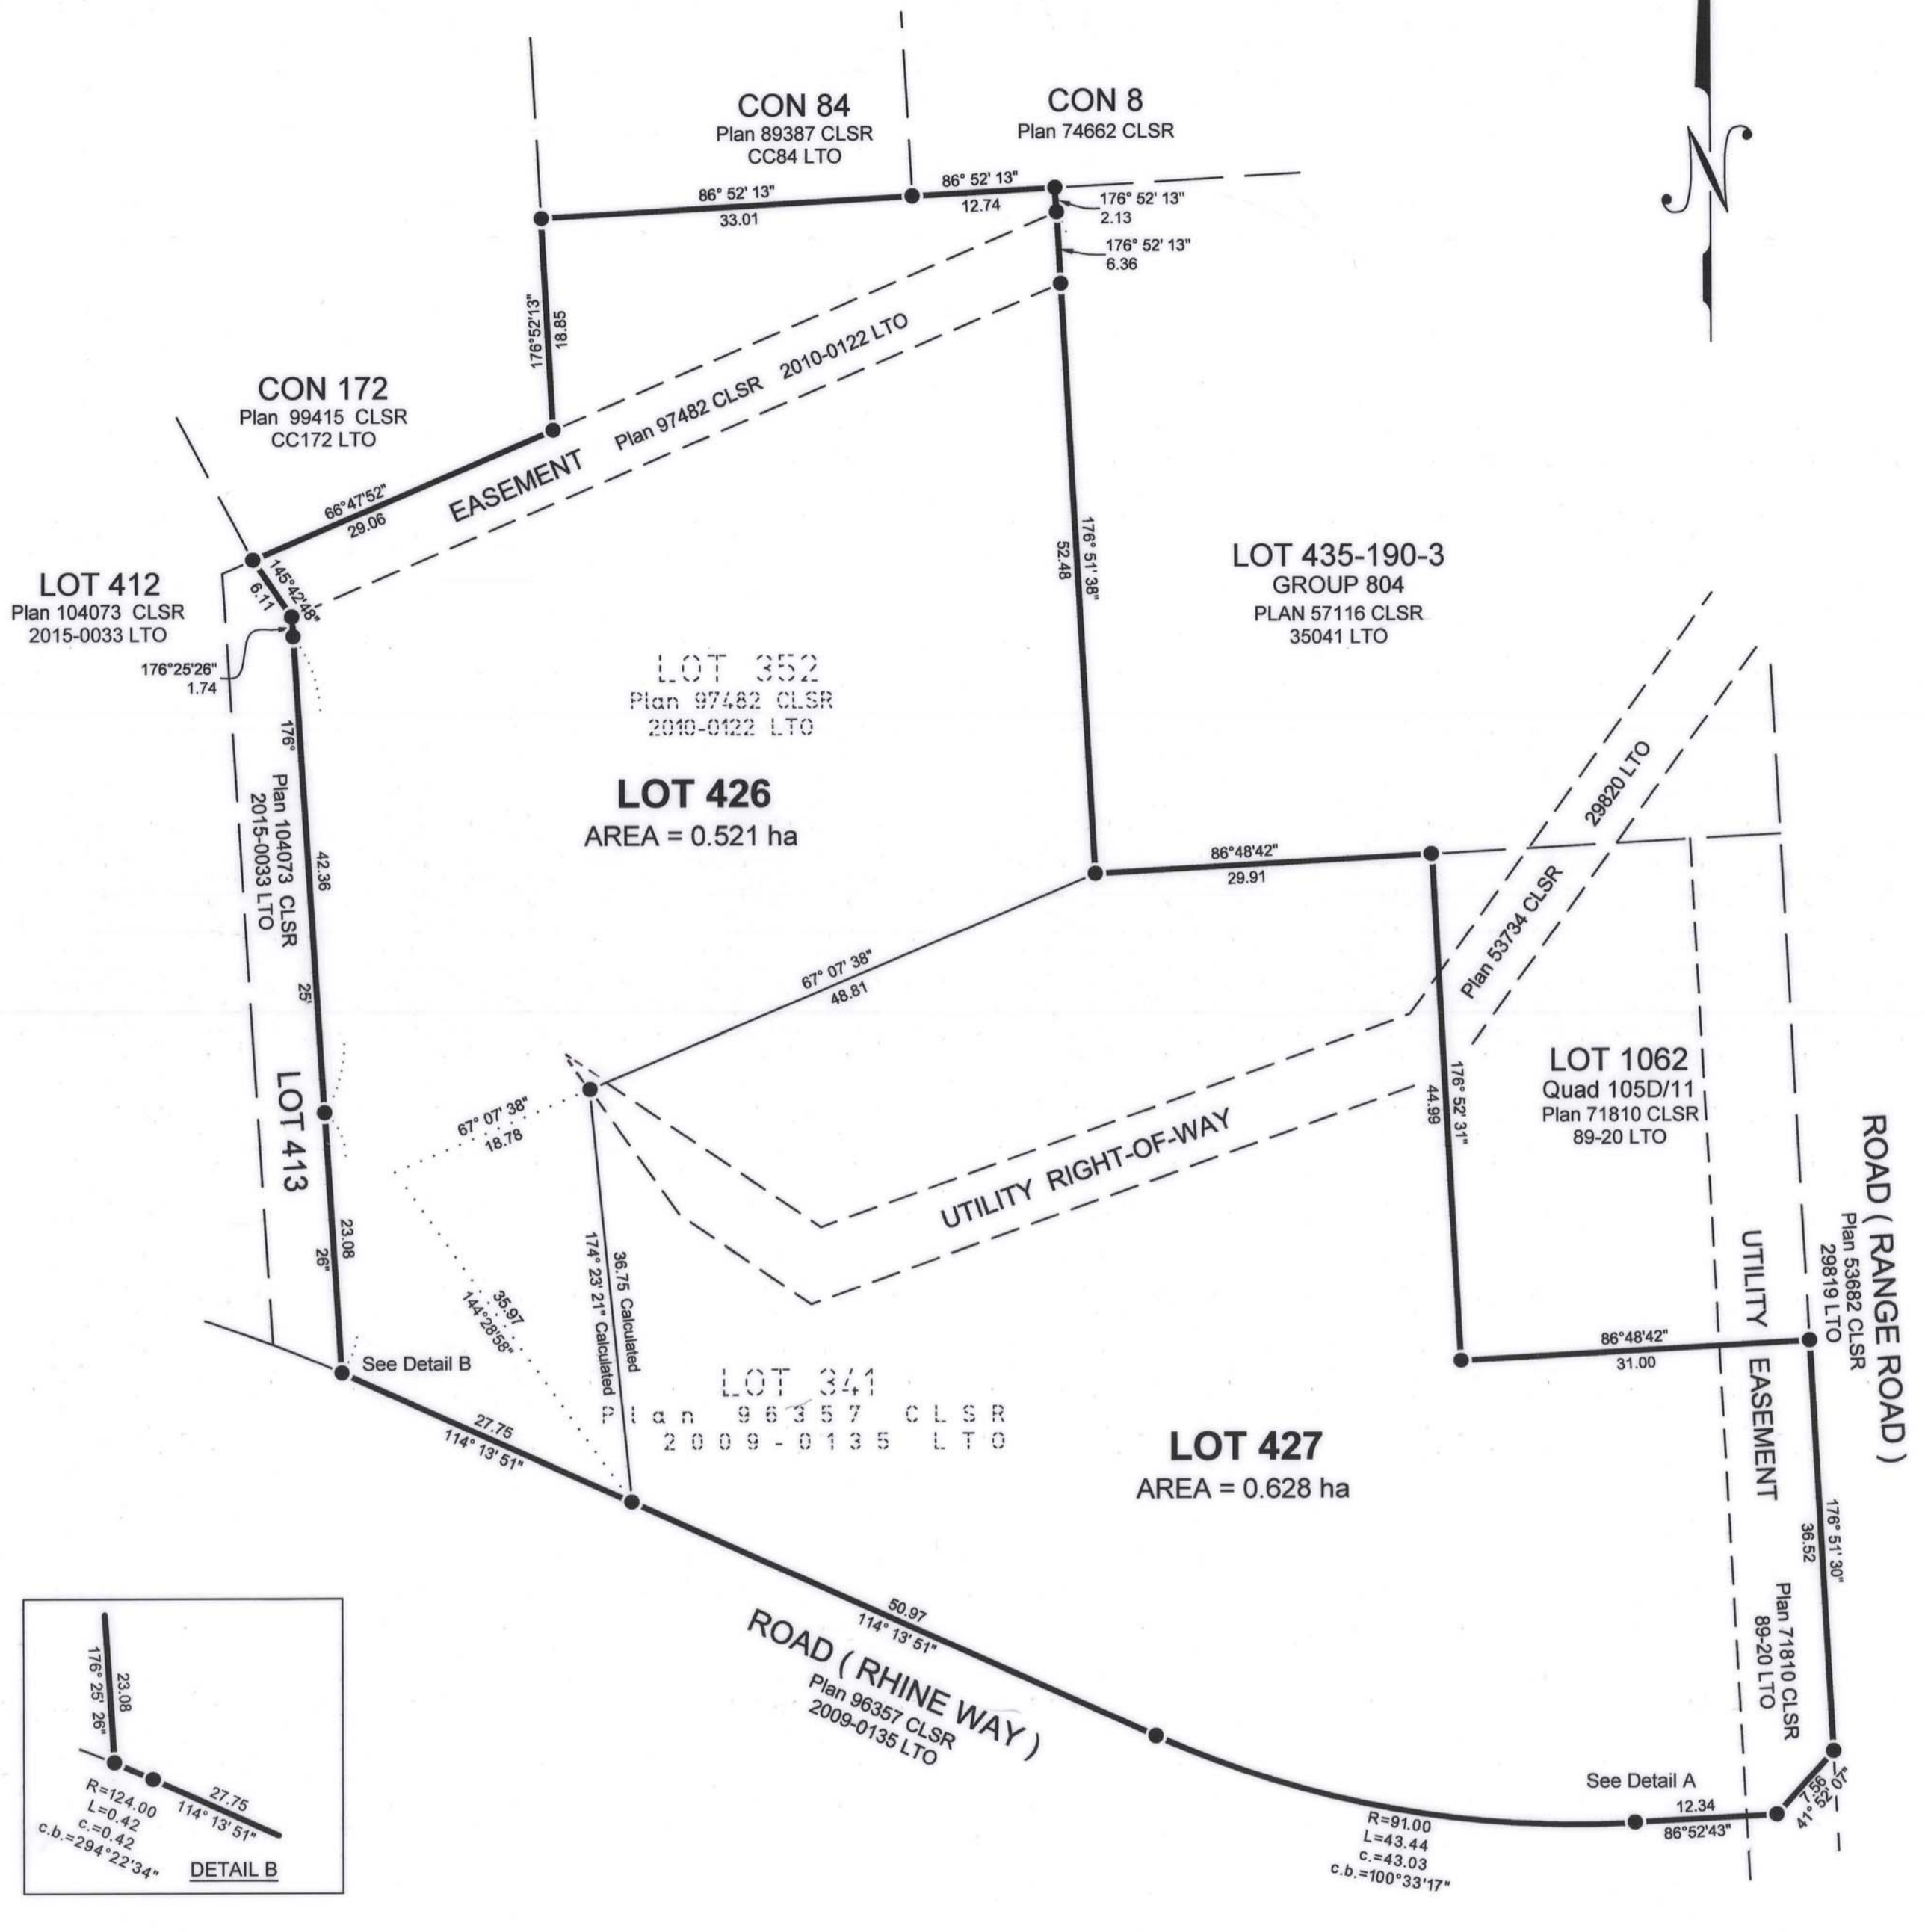 CON 84
Plan 89387 CLSR
CC84 LTO
CON 8
Plan 74662 CLSR
N
86° 52' 13"
33.01
86° 52' 13"
12.74
176° 52' 13"
2.13
176° 52' 13"
6.36
176°52'13"
18.85
CON 172
Plan 99415 CLSR
CC172 LTO
66°47'52"
29.06
EASEMENT Plan 97482 CLSR 2010-0122 LTO
145°42'48"
6.11
LOT 412
Plan 104073 CLSR
2015-0033 LTO
176°25'26"
1.74
176° 51' 38"
52.48
LOT 435-190-3
GROUP 804
PLAN 57116 CLSR
35041 LTO
LOT 352
Plan 97482 CLSR
2010-0122 LTO
LOT 426
AREA = 0.521 ha
176° 25' 26"
42.36
23.08
Plan 104073 CLSR
2015-0033 LTO
LOT 413
86°48'42"
29.91
Plan 53734 CLSR 29820 LTO
67° 07' 38"
48.81
LOT 1062
Quad 105D/11
Plan 71810 CLSR
89-20 LTO
176° 52' 31"
44.99
67° 07' 38"
18.78
UTILITY RIGHT-OF-WAY
36.75 Calculated
174° 23' 21" Calculated
35.97
144°28'58"
ROAD ( RANGE ROAD )
Plan 53682 CLSR
29819 LTO
UTILITY EASEMENT
Plan 71810 CLSR
89-20 LTO
86°48'42"
31.00
See Detail B
LOT 341
Plan 96357 CLSR
2009-0135 LTO
27.75
114° 13' 51"
LOT 427
AREA = 0.628 ha
176° 51' 30"
36.52
50.97
114° 13' 51"
ROAD ( RHINE WAY )
Plan 96357 CLSR
2009-0135 LTO
See Detail A
12.34
86°52'43"
7.56
41° 52' 07"
R=91.00
L=43.44
c.=43.03
c.b.=100°33'17"
23.08
176° 25' 26"
27.75
114° 13' 51"
R=124.00
L=0.42
c.=0.42
c.b.=294°22'34"
DETAIL B